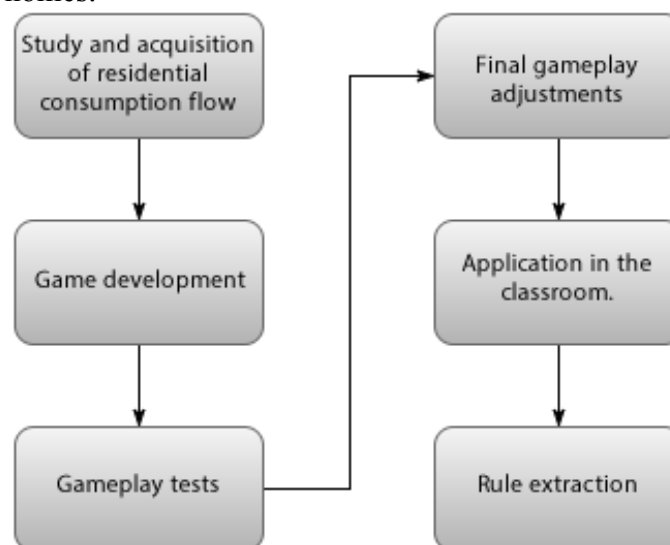 Study and acquisition
of residential
consumption flow
Game development
Gameplay tests
Final gameplay
adjustments
Application in the
classroom.
Rule extraction